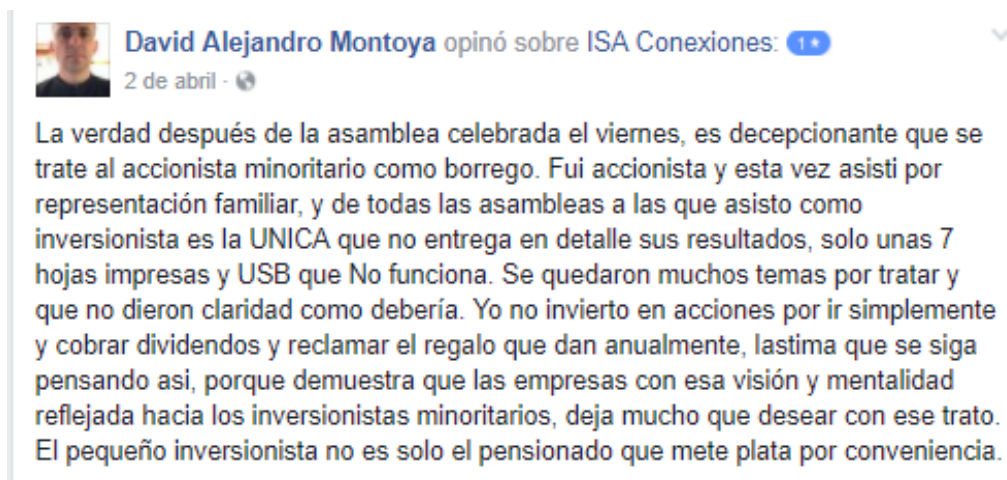 David Alejandro Montoya opinó sobre ISA Conexiones: 1★
2 de abril ·
La verdad después de la asamblea celebrada el viernes, es decepcionante que se
trate al accionista minoritario como borrego. Fui accionista y esta vez asisti por
representación familiar, y de todas las asambleas a las que asisto como
inversionista es la UNICA que no entrega en detalle sus resultados, solo unas 7
hojas impresas y USB que No funciona. Se quedaron muchos temas por tratar y
que no dieron claridad como debería. Yo no invierto en acciones por ir simplemente
y cobrar dividendos y reclamar el regalo que dan anualmente, lastima que se siga
pensando asi, porque demuestra que las empresas con esa visión y mentalidad
reflejada hacia los inversionistas minoritarios, deja mucho que desear con ese trato.
El pequeño inversionista no es solo el pensionado que mete plata por conveniencia.